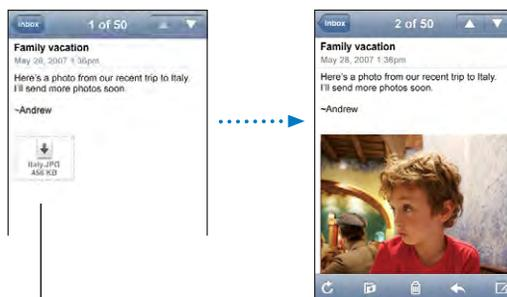 Inbox
1 of 50
Family vacation
May 28, 2007 1:36pm
Here's a photo from our recent trip to Italy.
I'll send more photos soon.
~Andrew
Italy.JPG
456 KB
Inbox
2 of 50
Family vacation
May 28, 2007 1:36pm
Here's a photo from our recent trip to Italy.
I'll send more photos soon.
~Andrew